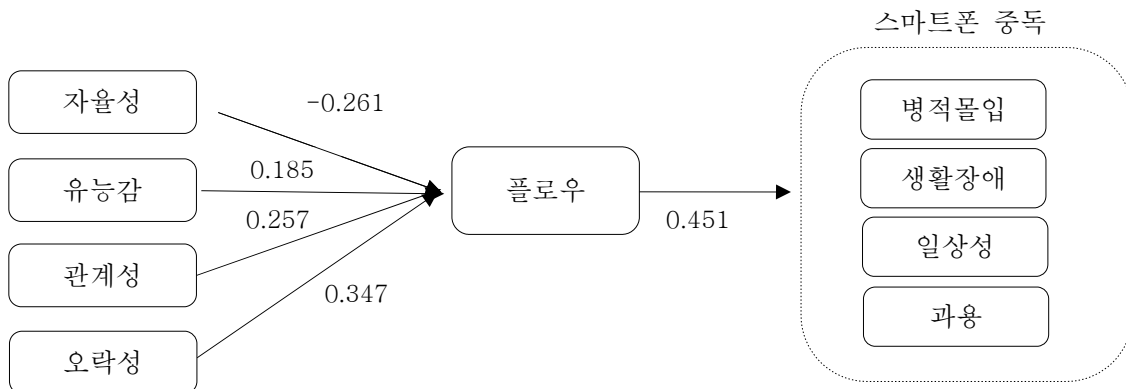 스마트폰 중독
자율성
-0.261
병적몰입
유능감
0.185
플로우
생활장애
0.257
0.451
일상성
관계성
0.347
과용
오락성